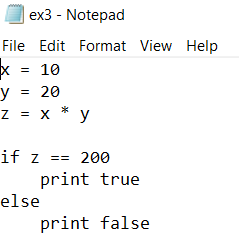 ex3 - Notepad
File Edit Format View Help
x = 10
y = 20
z = x * y

if z == 200
    print true
else
    print false